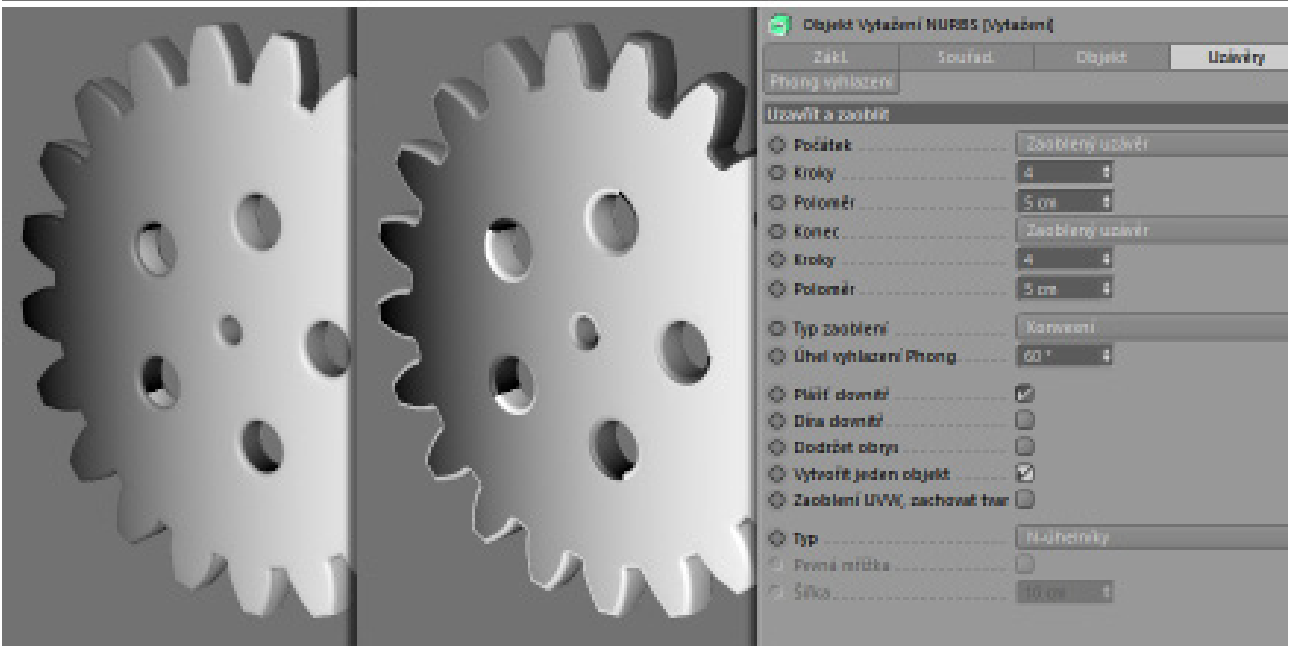 Objekt Vytažení NURBS [Vytažení]
Zákl. Souřad. Objekt Uzávěry
Phong vyhlazení
Uzavřít a zaoblit
Počátek Zaoblený uzávěr
Kroky 4
Poloměr 5 cm
Konec Zaoblený uzávěr
Kroky 4
Poloměr 5 cm
Typ zaoblení Konvexní
Úhel vyhlazení Phong 60 °
Plášť dovnitř
Díra dovnitř
Dodržet obrys
Vytvořit jeden objekt
Zaoblení UVW, zachovat tvar
Typ N-úhelníky
Pevná mřížka
Šířka 10 cm